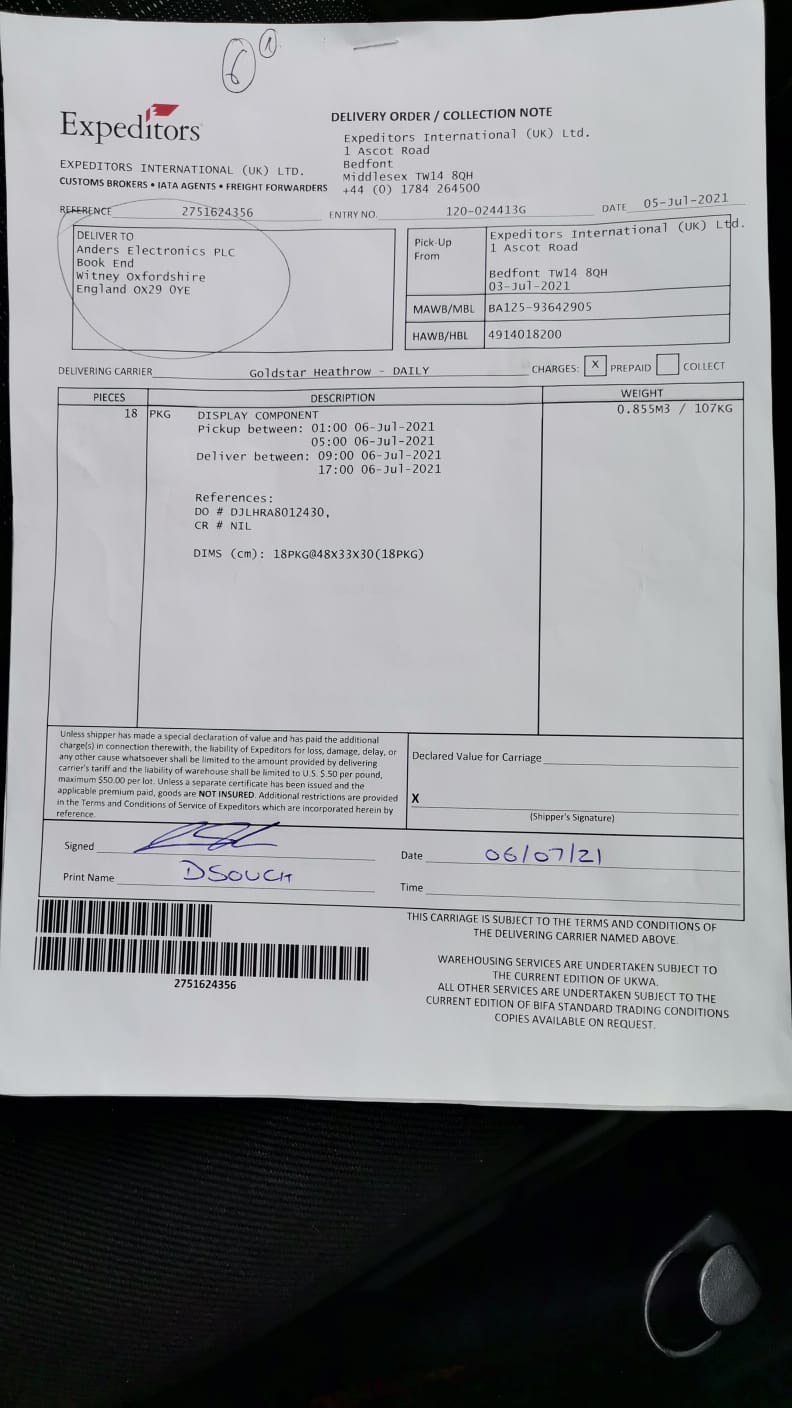 6 1
Expeditors
EXPEDITORS INTERNATIONAL (UK) LTD.
CUSTOMS BROKERS • IATA AGENTS • FREIGHT FORWARDERS
DELIVERY ORDER / COLLECTION NOTE
Expeditors International (UK) Ltd.
1 Ascot Road
Bedfont
Middlesex TW14 8QH
+44 (0) 1784 264500
REFERENCE 2751624356 ENTRY NO. 120-024413G DATE 05-Jul-2021
DELIVER TO
Anders Electronics PLC
Book End
Witney Oxfordshire
England OX29 0YE
Pick-Up From
Expeditors International (UK) Ltd.
1 Ascot Road
Bedfont TW14 8QH
03-Jul-2021
MAWB/MBL BA125-93642905
HAWB/HBL 4914018200
DELIVERING CARRIER Goldstar Heathrow - DAILY CHARGES: X PREPAID COLLECT
PIECES DESCRIPTION WEIGHT
18 PKG DISPLAY COMPONENT 0.855M3 / 107KG
Pickup between: 01:00 06-Jul-2021
05:00 06-Jul-2021
Deliver between: 09:00 06-Jul-2021
17:00 06-Jul-2021
References:
DO # DJLHRA8012430,
CR # NIL
DIMS (cm): 18PKG@48X33X30(18PKG)
Unless shipper has made a special declaration of value and has paid the additional
charge(s) in connection therewith, the liability of Expeditors for loss, damage, delay, or
any other cause whatsoever shall be limited to the amount provided by delivering
carrier's tariff and the liability of warehouse shall be limited to U.S. $.50 per pound,
maximum $50.00 per lot. Unless a separate certificate has been issued and the
applicable premium paid, goods are NOT INSURED. Additional restrictions are provided
in the Terms and Conditions of Service of Expeditors which are incorporated herein by
reference.
Declared Value for Carriage
X
(Shipper's Signature)
Signed
Print Name DSOUCH
Date 06/07/21
Time
2751624356
THIS CARRIAGE IS SUBJECT TO THE TERMS AND CONDITIONS OF
THE DELIVERING CARRIER NAMED ABOVE.
WAREHOUSING SERVICES ARE UNDERTAKEN SUBJECT TO
THE CURRENT EDITION OF UKWA.
ALL OTHER SERVICES ARE UNDERTAKEN SUBJECT TO THE
CURRENT EDITION OF BIFA STANDARD TRADING CONDITIONS
COPIES AVAILABLE ON REQUEST.